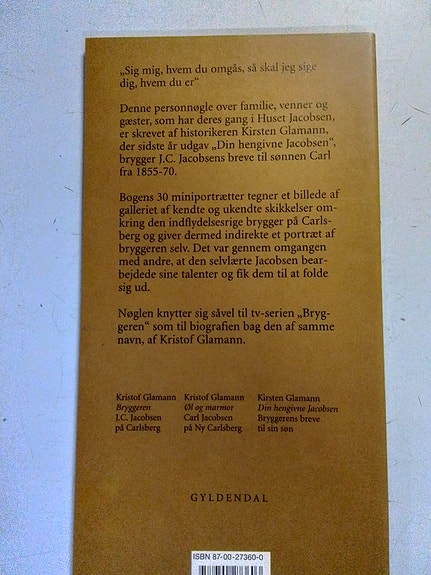 „Sig mig, hvem du omgås, så skal jeg sige
dig, hvem du er“
Denne personnøgle over familie, venner og
gæster, som har deres gang i Huset Jacobsen,
er skrevet af historikeren Kirsten Glamann,
der sidste år udgav „Din hengivne Jacobsen“,
brygger J.C. Jacobsens breve til sønnen Carl
fra 1855-70.
Bogens 30 miniportrætter tegner et billede af
galleriet af kendte og ukendte skikkelser om-
kring den indflydelsesrige brygger på Carls-
berg og giver dermed indirekte et portræt af
bryggeren selv. Det var gennem omgangen
med andre, at den selvlærte Jacobsen bear-
bejdede sine talenter og fik dem til at folde
sig ud.
Nøglen knytter sig såvel til tv-serien „Bryg-
geren“ som til biografien bag den af samme
navn, af Kristof Glamann.
Kristof Glamann
Bryggeren
J.C. Jacobsen
på Carlsberg
Kristof Glamann
Øl og marmor
Carl Jacobsen
på Ny Carlsberg
Kirsten Glamann
Din hengivne Jacobsen
Bryggerens breve
til sin søn
GYLDENDAL
ISBN 87-00-27360-0